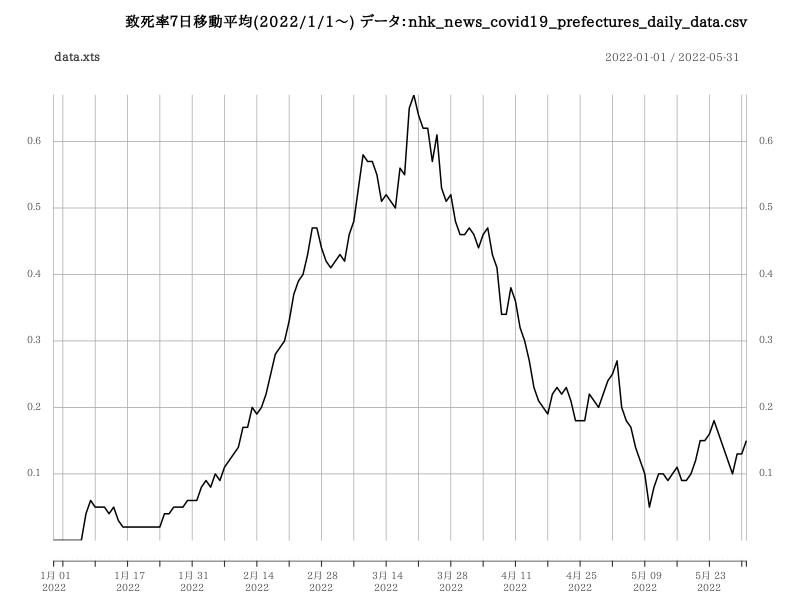 致死率7日移動平均(2022/1/1〜) データ:nhk_news_covid19_prefectures_daily_data.csv
data.xts 2022-01-01 / 2022-05-31
0.6 0.6
0.5 0.5
0.4 0.4
0.3 0.3
0.2 0.2
0.1 0.1
1月 01 1月 17 1月 31 2月 14 2月 28 3月 14 3月 28 4月 11 4月 25 5月 09 5月 23
2022 2022 2022 2022 2022 2022 2022 2022 2022 2022 2022